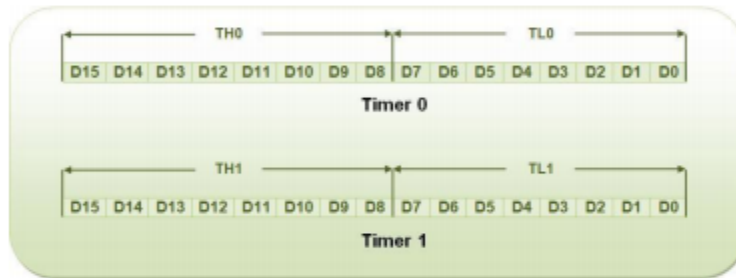 TH0 TL0
D15 D14 D13 D12 D11 D10 D9 D8 D7 D6 D5 D4 D3 D2 D1 D0
Timer 0
TH1 TL1
D15 D14 D13 D12 D11 D10 D9 D8 D7 D6 D5 D4 D3 D2 D1 D0
Timer 1